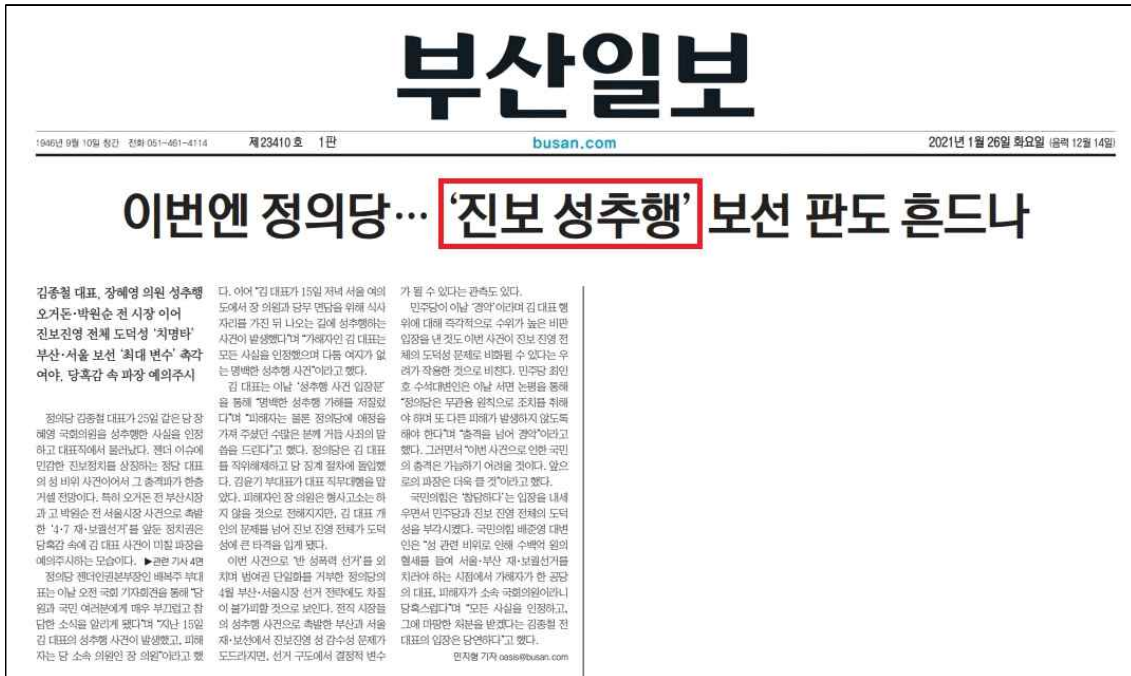 부산일보
1946년 9월 10일 창간 전화 051-461-4114
제23410호 1판
busan.com
2021년 1월 26일 화요일 (음력 12월 14일)
이번엔 정의당… ‘진보 성추행’ 보선 판도 흔드나
김종철 대표, 장혜영 의원 성추행
오거돈·박원순 전 시장 이어
진보진영 전체 도덕성 ‘치명타’
부산·서울 보선 ‘최대 변수’ 촉각
여야, 당혹감 속 파장 예의주시
정의당 김종철 대표가 25일 같은 당 장
혜영 국회의원을 성추행한 사실을 인정
하고 대표직에서 물러났다. 젠더 이슈에
민감한 진보정치를 상징하는 정당 대표
의 성 비위 사건이어서 그 충격파가 한층
거셀 전망이다. 특히 오거돈 전 부산시장
과 고 박원순 전 서울시장 사건으로 촉발
한 ‘4·7 재·보궐선거’를 앞둔 정치권은
당혹감 속에 김 대표 사건이 미칠 파장을
예의주시하는 모습이다. ▶관련 기사 4면
정의당 젠더인권본부장인 배복주 부대
표는 이날 오전 국회 기자회견을 통해 “당
원과 국민 여러분에게 매우 부끄럽고 참
담한 소식을 알리게 됐다”며 “지난 15일
김 대표의 성추행 사건이 발생했고, 피해
자는 당 소속 의원인 장 의원”이라고 했
다. 이어 “김 대표가 15일 저녁 서울 여의
도에서 장 의원과 당무 면담을 위해 식사
자리를 가진 뒤 나오는 길에 성추행하는
사건이 발생했다”며 “가해자인 김 대표는
모든 사실을 인정했으며 다툼 여지가 없
는 명백한 성추행 사건”이라고 했다.
김 대표는 이날 ‘성추행 사건 입장문’
을 통해 “명백한 성추행 가해를 저질렀
다”며 “피해자는 물론 정의당에 애정을
가져 주셨던 수많은 분께 거듭 사죄의 말
씀을 드린다”고 했다. 정의당은 김 대표
를 직위해제하고 당 징계 절차에 돌입했
다. 김윤기 부대표가 대표 직무대행을 맡
았다. 피해자인 장 의원은 형사고소는 하
지 않을 것으로 전해지지만, 김 대표 개
인의 문제를 넘어 진보 진영 전체가 도덕
성에 큰 타격을 입게 됐다.
이번 사건으로 ‘반 성폭력 선거’를 외
치며 범여권 단일화를 거부한 정의당의
4월 부산·서울시장 선거 전략에도 차질
이 불가피할 것으로 보인다. 전직 시장들
의 성추행 사건으로 촉발한 부산과 서울
재·보선에서 진보진영 성 감수성 문제가
도드라지면, 선거 구도에서 결정적 변수
가 될 수 있다는 관측도 있다.
민주당이 이날 ‘경악’이라며 김 대표 행
위에 대해 즉각적으로 수위가 높은 비판
입장을 낸 것도 이번 사건이 진보 진영 전
체의 도덕성 문제로 비화될 수 있다는 우
려가 작용한 것으로 비친다. 민주당 최인
호 수석대변인은 이날 서면 논평을 통해
“정의당은 무관용 원칙으로 조치를 취해
야 하며 또 다른 피해가 발생하지 않도록
해야 한다”며 “충격을 넘어 경악”이라고
했다. 그러면서 “이번 사건으로 인한 국민
의 충격은 가늠하기 어려울 것이다. 앞으
로의 파장은 더욱 클 것”이라고 했다.
국민의힘은 ‘참담하다’는 입장을 내세
우면서 민주당과 진보 진영 전체의 도덕
성을 부각시켰다. 국민의힘 배준영 대변
인은 “성 관련 비위로 인해 수백억 원의
혈세를 들여 서울·부산 재·보궐선거를
치러야 하는 시점에서 가해자가 한 공당
의 대표, 피해자가 소속 국회의원이라니
당혹스럽다”며 “모든 사실을 인정하고,
그에 마땅한 처분을 받겠다는 김종철 전
대표의 입장은 당연하다”고 했다.
민지형 기자 oasis@busan.com